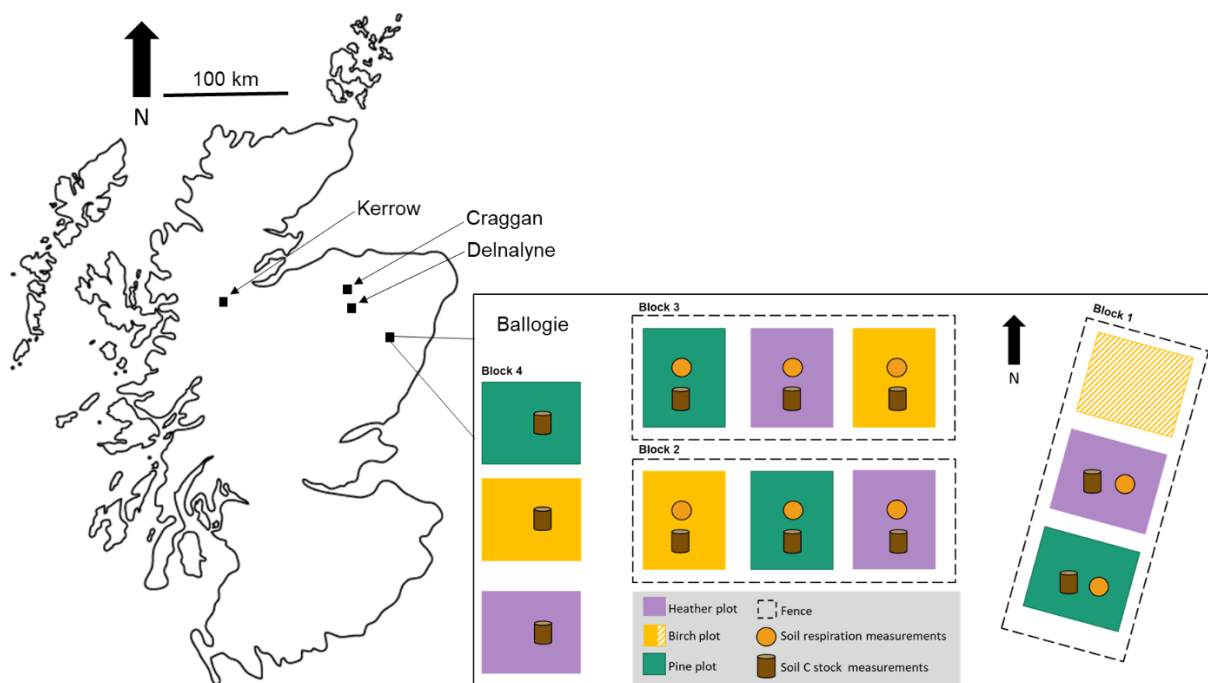 100 km
N
Kerrow
Craggan
Delnalyne
Ballogie
Block 4
Block 3
Block 2
N
Block 1
Heather plot
Birch plot
Pine plot
Fence
Soil respiration measurements
Soil C stock measurements